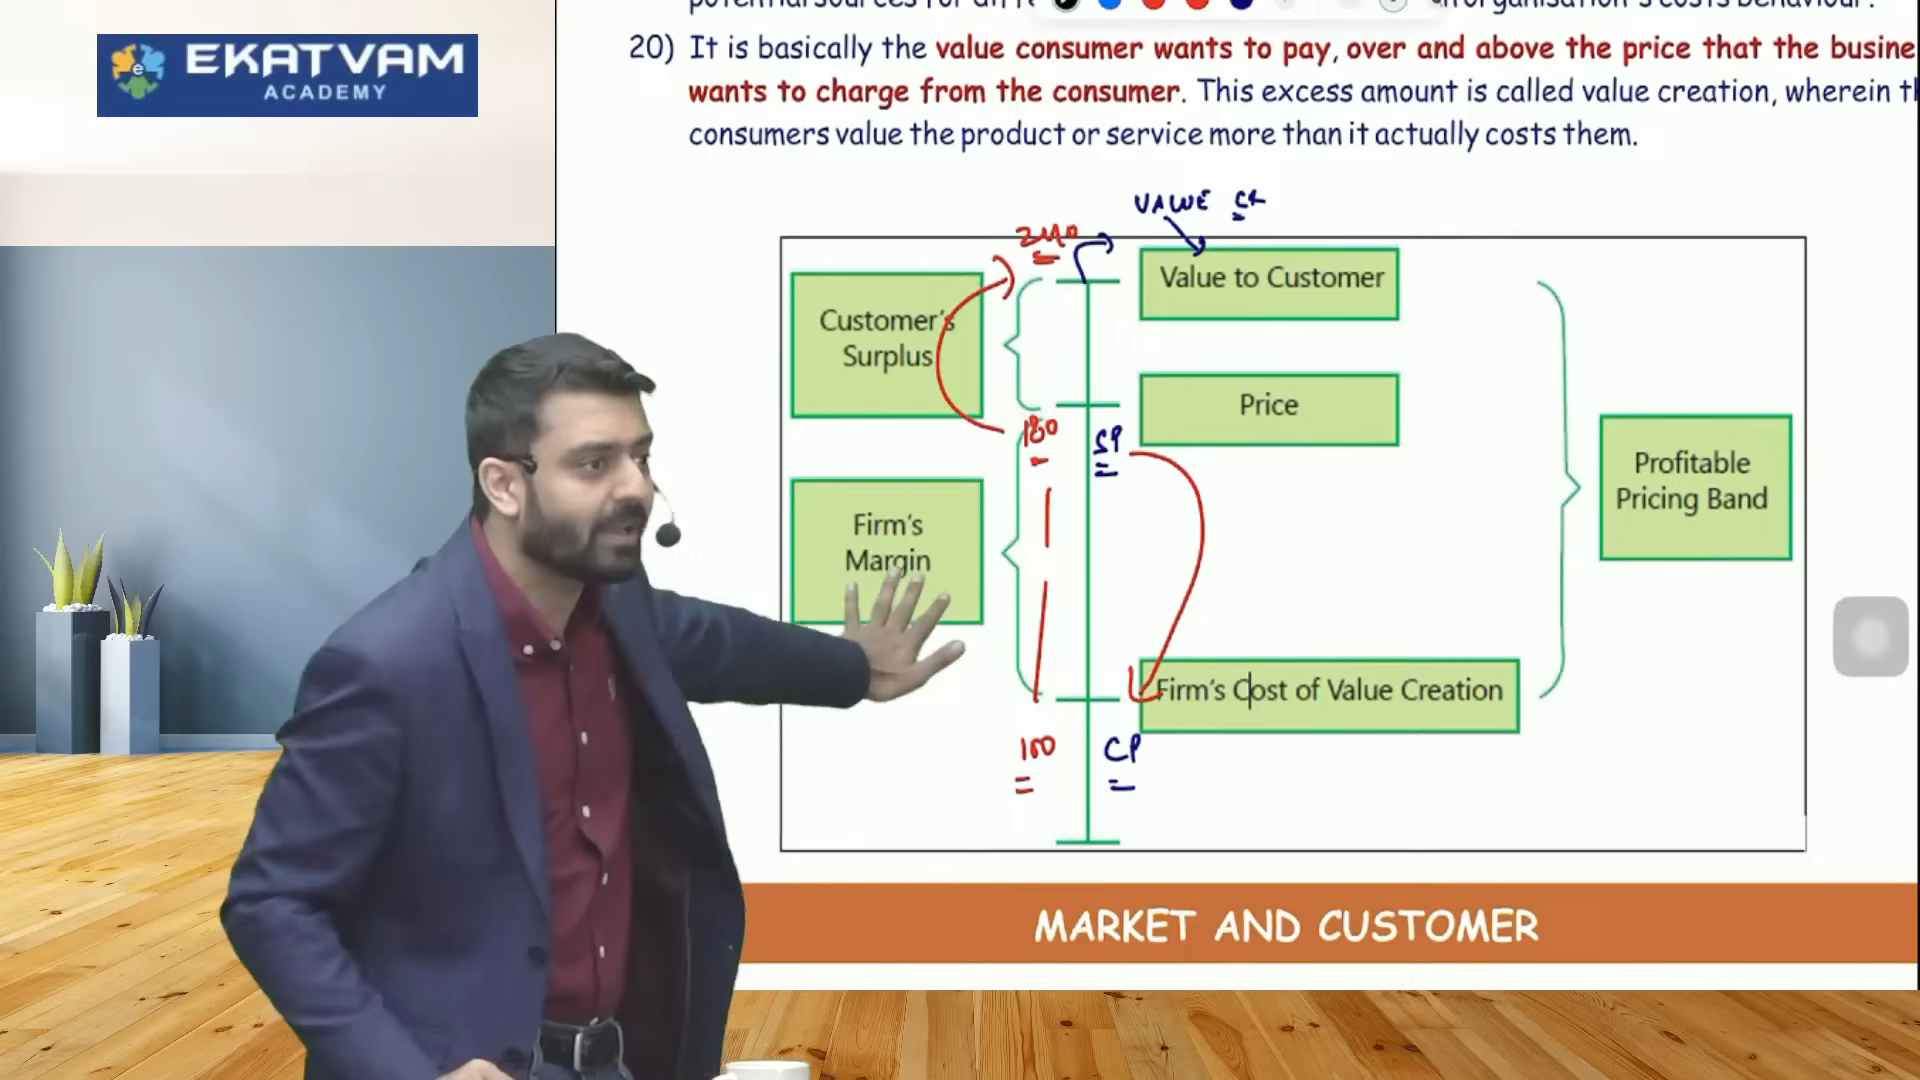 EKATVAM
ACADEMY
20) It is basically the value consumer wants to pay, over and above the price that the busine
wants to charge from the consumer. This excess amount is called value creation, wherein
consumers value the product or service more than it actually costs them.
VALUE CR
240
Value to Customer
Customer's
Surplus
Price
180
SP
Profitable
Pricing Band
Firm's
Margin
Firm's Cost of Value Creation
100
CP
MARKET AND CUSTOMER